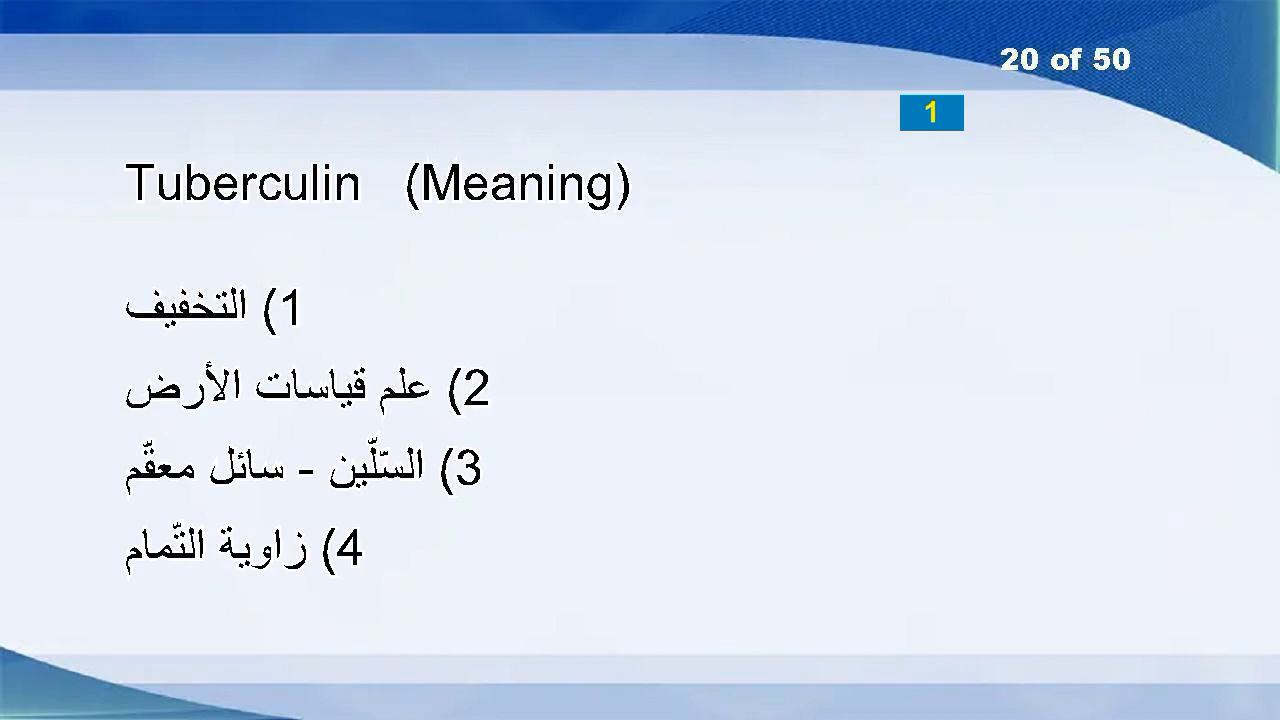 20 of 50
1
Tuberculin (Meaning)
1) التخفيف
2) علم قياسات الأرض
3) السّلّين - سائل معقّم
4) زاوية التّمام